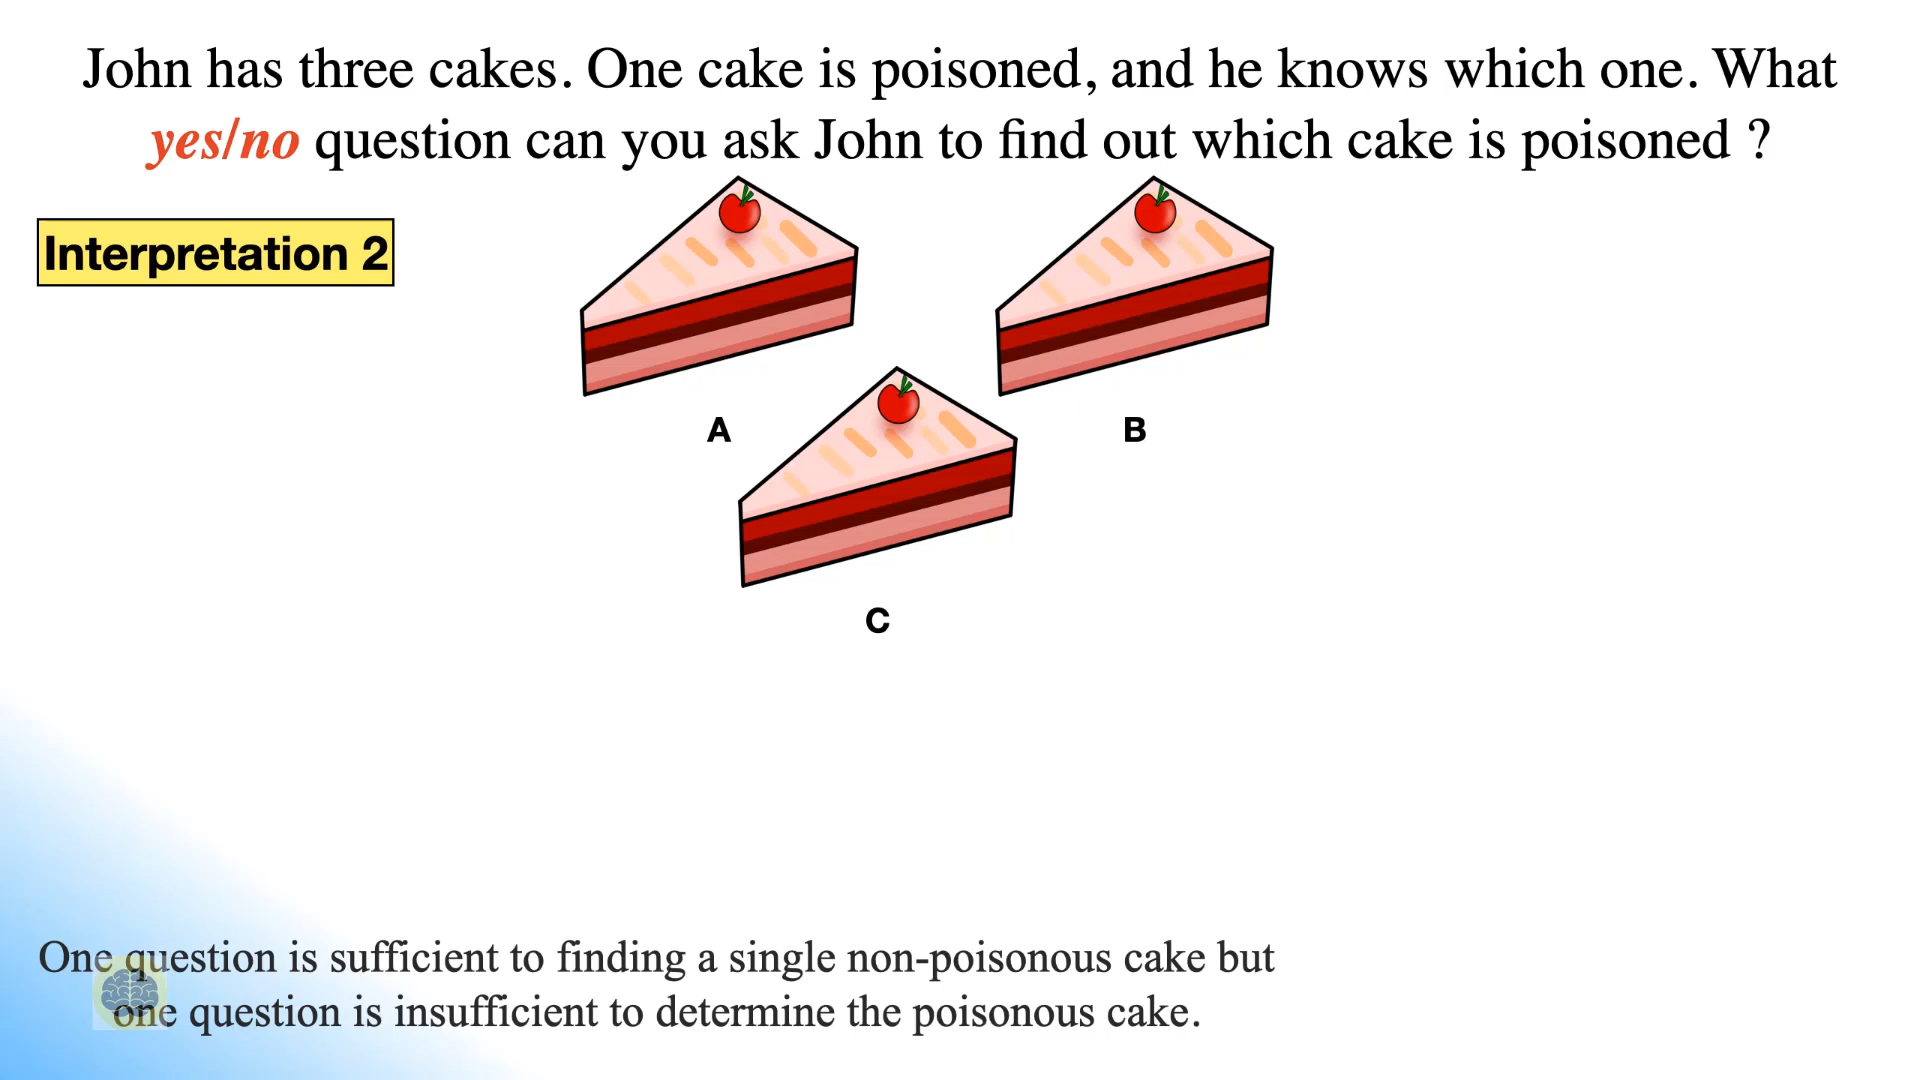 John has three cakes. One cake is poisoned, and he knows which one. What
yes/no question can you ask John to find out which cake is poisoned ?
Interpretation 2
A
B
C
One question is sufficient to finding a single non-poisonous cake but
one question is insufficient to determine the poisonous cake.